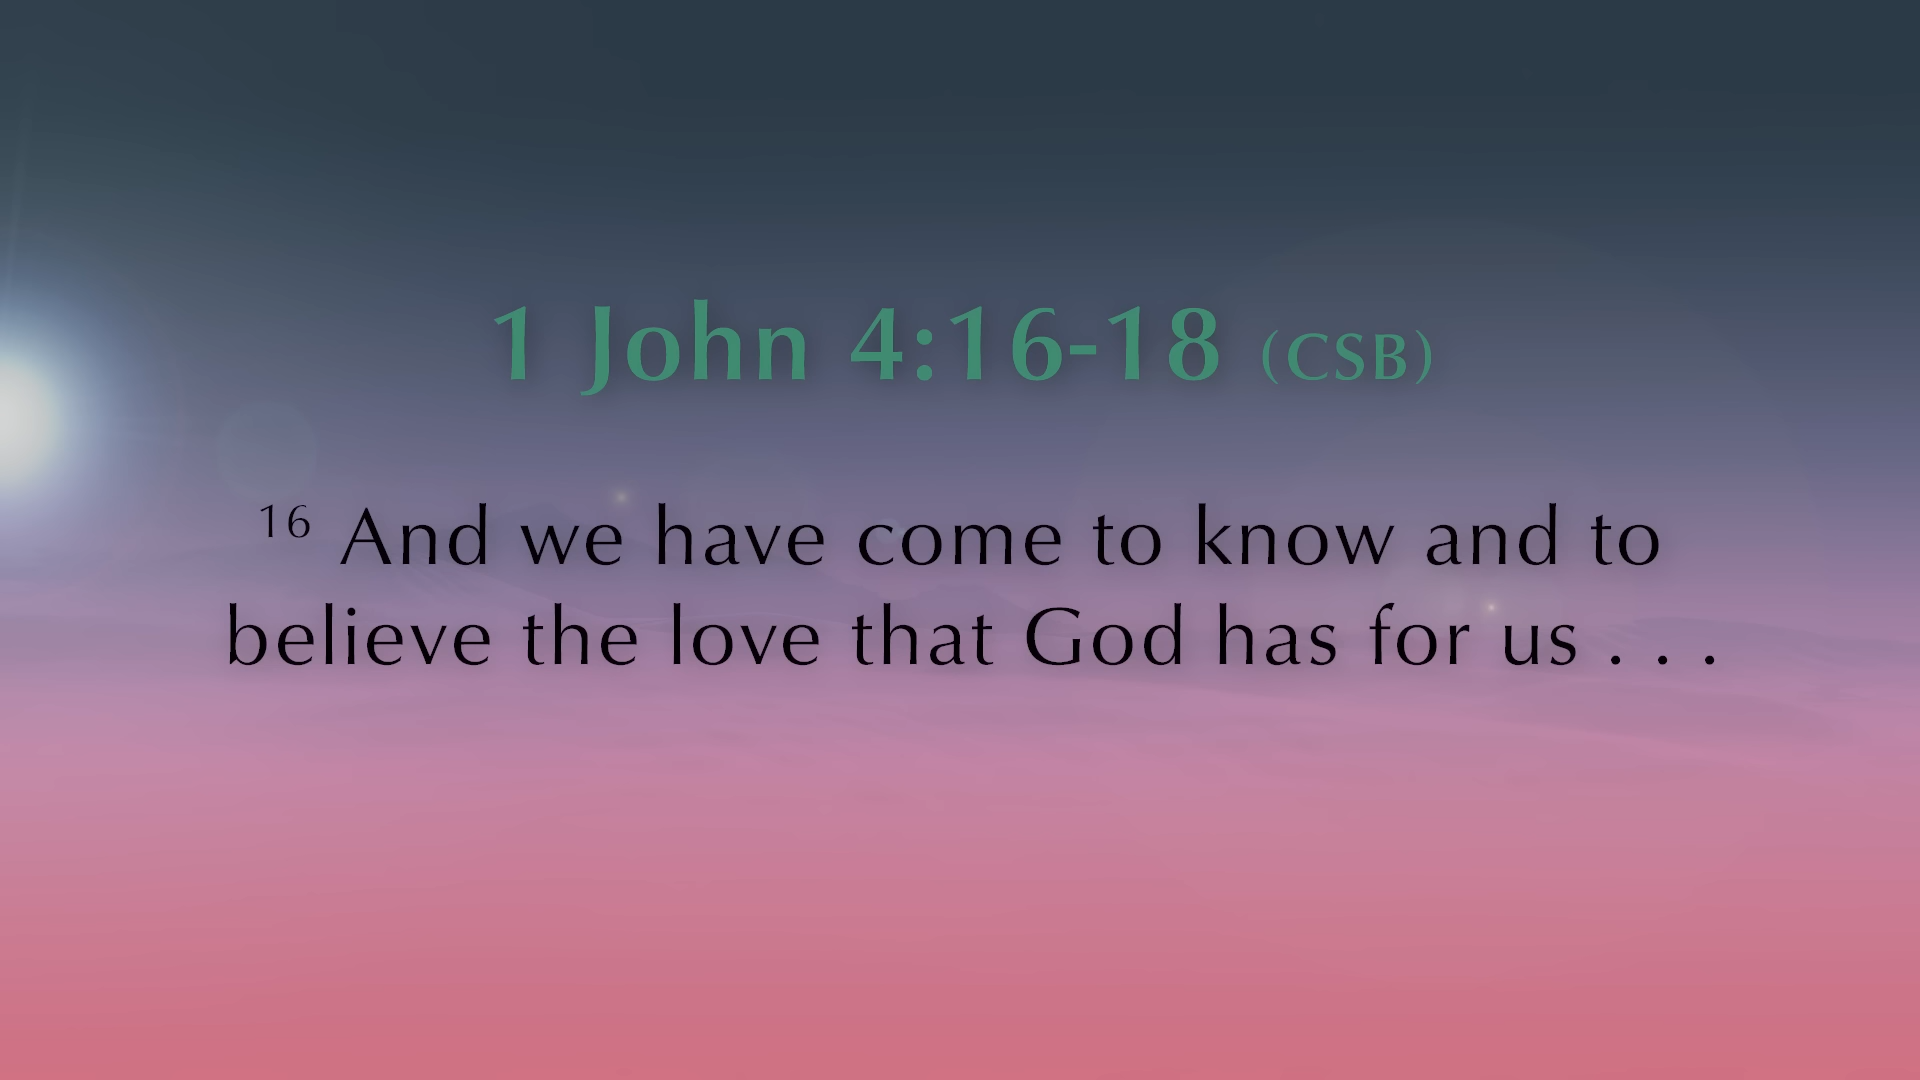 1 John 4:16-18 (CSB)
16 And we have come to know and to
believe the love that God has for us . . .